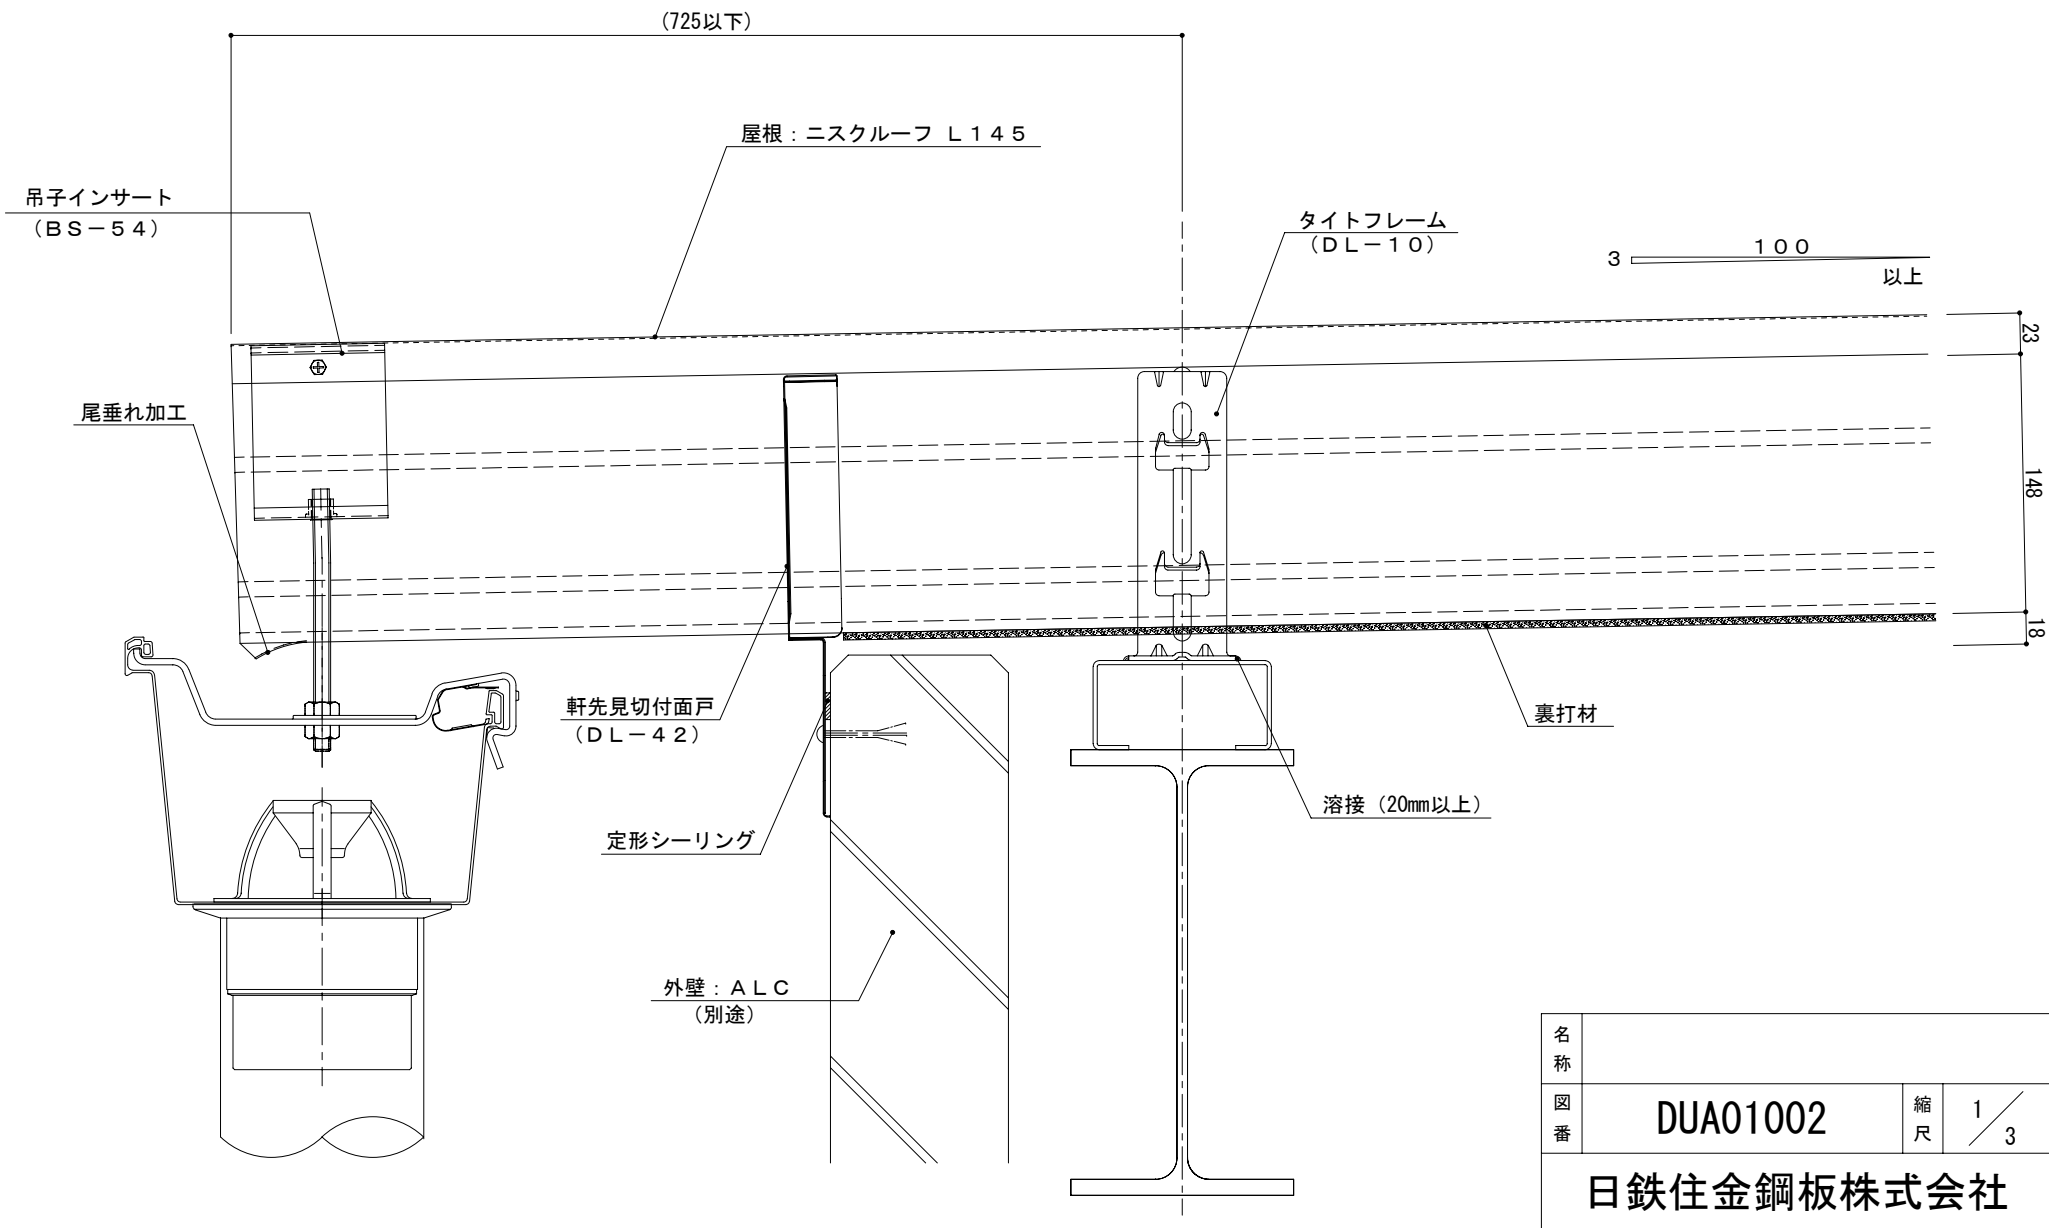 (725以下)
屋根：ニスクルーフ Ｌ１４５
吊子インサート
（ＢＳ－５４）
タイトフレーム
（ＤＬ－１０）
１００
3
以上
23
尾垂れ加工
148
18
軒先見切付面戸
（ＤＬ－４２）
裏打材
溶接（20mm以上）
定形シーリング
外壁：ＡＬＣ
（別途）
名称
図番
DUA01002
縮尺
1／3
日鉄住金鋼板株式会社